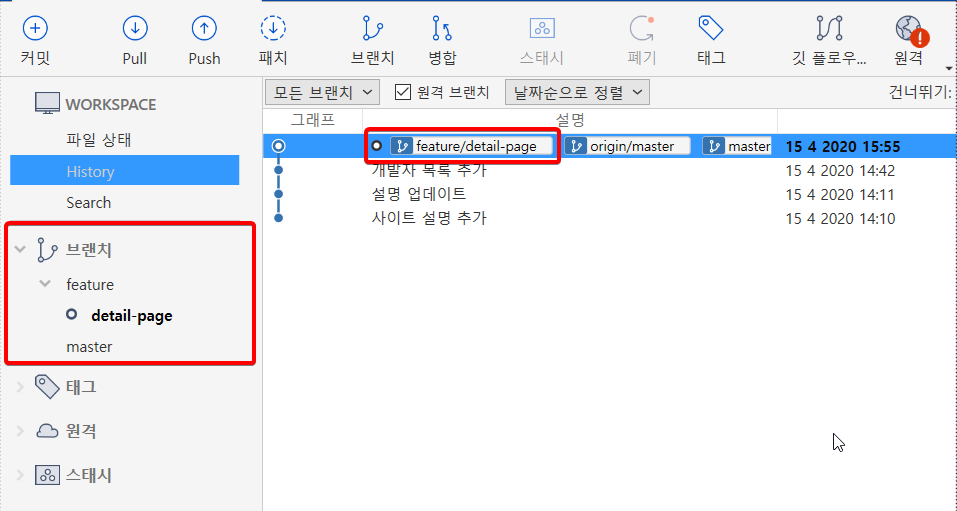 커밋 Pull Push 패치 브랜치 병합 스태시 폐기 태그 깃 플로우... 원격
WORKSPACE
파일 상태
History
Search
브랜치
feature
detail-page
master
태그
원격
스태시
모든 브랜치 원격 브랜치 날짜순으로 정렬 건너뛰기:
그래프 설명
feature/detail-page origin/master master 15 4 2020 15:55
개발자 목록 추가 15 4 2020 14:42
설명 업데이트 15 4 2020 14:11
사이트 설명 추가 15 4 2020 14:10